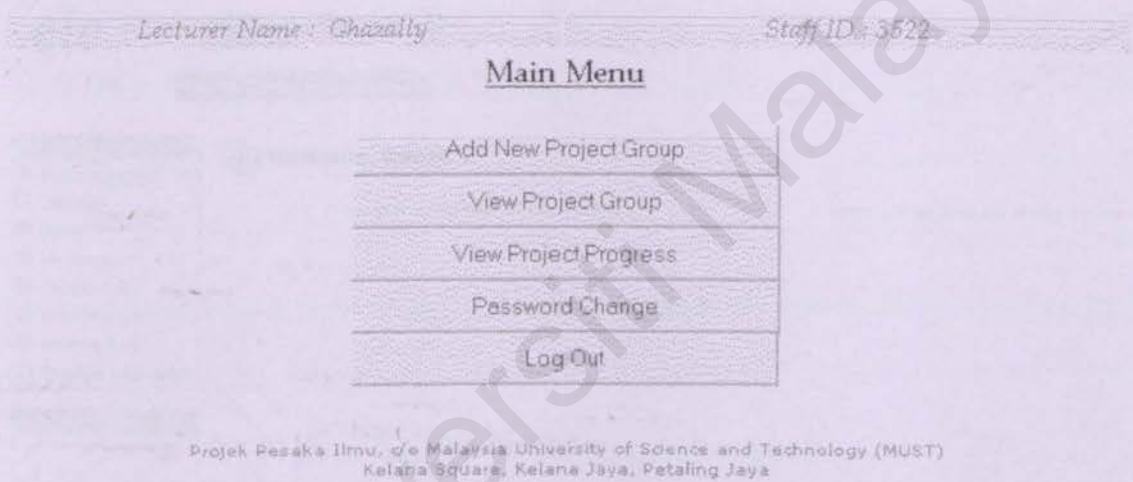 Lecturer Name : Ghazally Staff ID : 3522
Main Menu
Add New Project Group
View Project Group
View Project Progress
Password Change
Log Out
Projek Pesaka Ilmu, c/o Malaysia University of Science and Technology (MUST)
Kelana Square, Kelana Jaya, Petaling Jaya